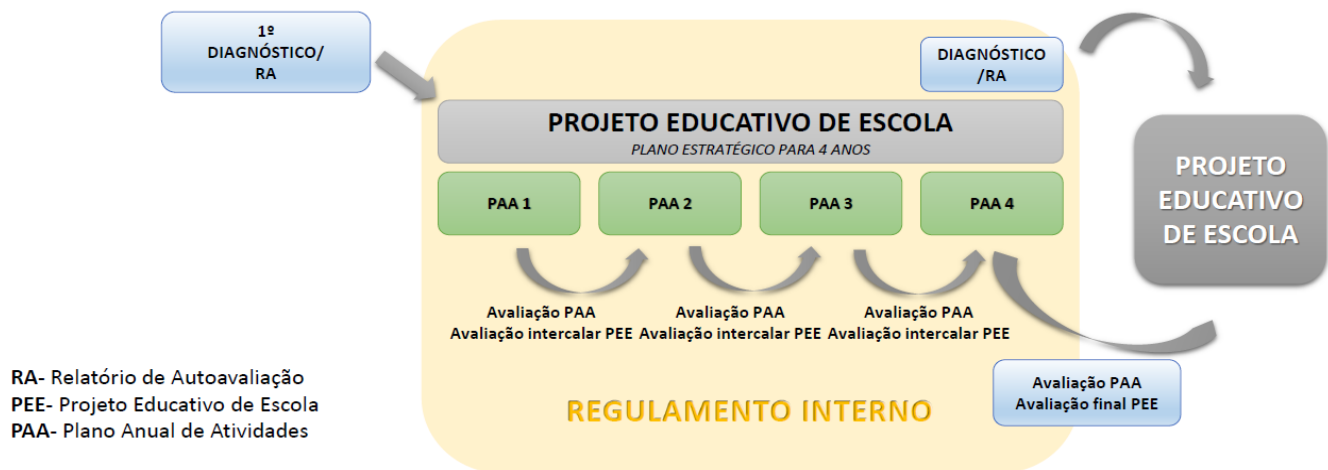 1º
DIAGNÓSTICO/
RA
DIAGNÓSTICO
/RA
PROJETO EDUCATIVO DE ESCOLA
PLANO ESTRATÉGICO PARA 4 ANOS
PAA 1
PAA 2
PAA 3
PAA 4
PROJETO
EDUCATIVO
DE ESCOLA
Avaliação PAA
Avaliação intercalar PEE
Avaliação PAA
Avaliação intercalar PEE
Avaliação PAA
Avaliação intercalar PEE
Avaliação PAA
Avaliação final PEE
RA- Relatório de Autoavaliação
PEE- Projeto Educativo de Escola
PAA- Plano Anual de Atividades
REGULAMENTO INTERNO